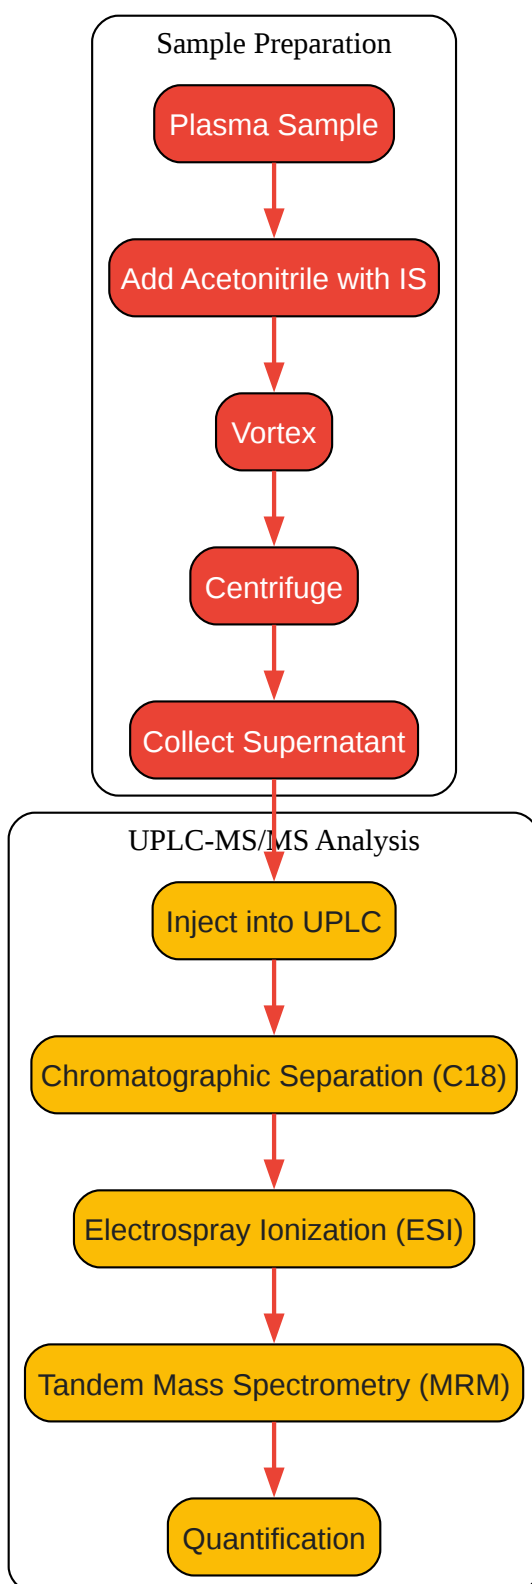 Sample Preparation
Plasma Sample
Add Acetonitrile with IS
Vortex
Centrifuge
Collect Supernatant
UPLC-MS/MS Analysis
Inject into UPLC
Chromatographic Separation (C18)
Electrospray Ionization (ESI)
Tandem Mass Spectrometry (MRM)
Quantification